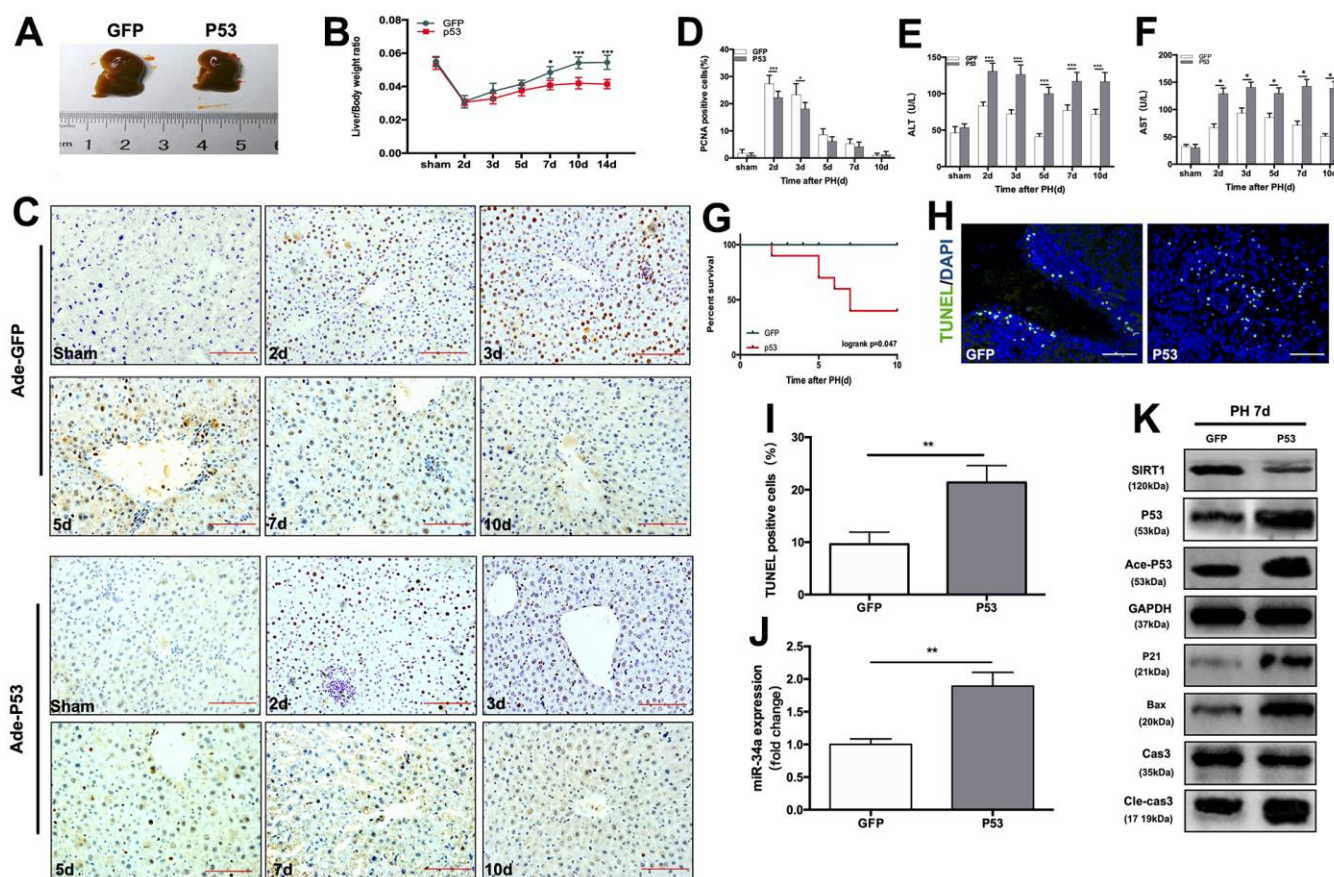 A
GFP
P53
cm 1 2 3 4 5 6
B
GFP
p53
Liver/Body weight ratio
0.08
0.06
0.04
0.02
0.00
*
***
***
sham 2d 3d 5d 7d 10d 14d
D
GFP
P53
PCNA positive cells(%)
40
30
20
10
0
***
*
sham 2d 3d 5d 7d 10d
Time after PH(d)
E
GFP
P53
ALT (U/L)
150
100
50
0
*** *** *** *** ***
sham 2d 3d 5d 7d 10d
Time after PH(d)
F
GFP
P53
AST (U/L)
250
200
150
100
50
0
* * * * *
sham 2d 3d 5d 7d 10d
Time after PH(d)
C
Ade-GFP
Sham
2d
3d
5d
7d
10d
Ade-P53
Sham
2d
3d
5d
7d
10d
G
Percent survival
100
50
0
GFP
p53
logrank p=0.047
0 5 10
Time after PH(d)
H
TUNEL/DAPI
GFP
P53
I
TUNEL positive cells (%)
30
20
10
0
**
GFP P53
J
miR-34a expression
(fold change)
2.5
2.0
1.5
1.0
0.5
0.0
**
GFP P53
K
PH 7d
GFP P53
SIRT1
(120kDa)
P53
(53kDa)
Ace-P53
(53kDa)
GAPDH
(37kDa)
P21
(21kDa)
Bax
(20kDa)
Cas3
(35kDa)
Cle-cas3
(17 19kDa)